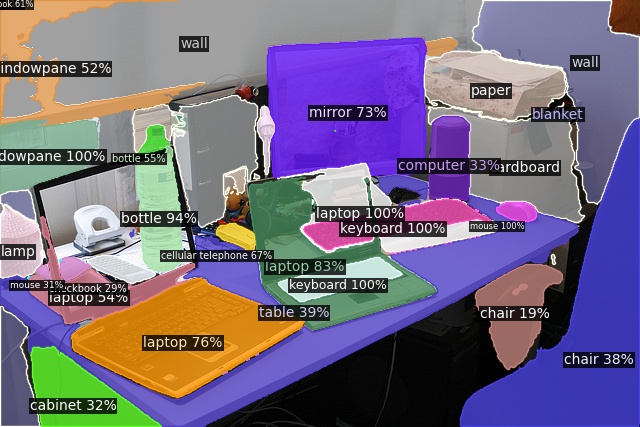 ook 61%
wall
indowpane 52%
wall
paper
mirror 73%
blanket
dowpane 100%
bottle 55%
computer 33%
ardboard
bottle 94%
laptop 100%
keyboard 100%
mouse 100%
lamp
cellular telephone 67%
laptop 83%
mouse 31%
checkbook 29%
laptop 54%
keyboard 100%
table 39%
chair 19%
laptop 76%
chair 38%
cabinet 32%